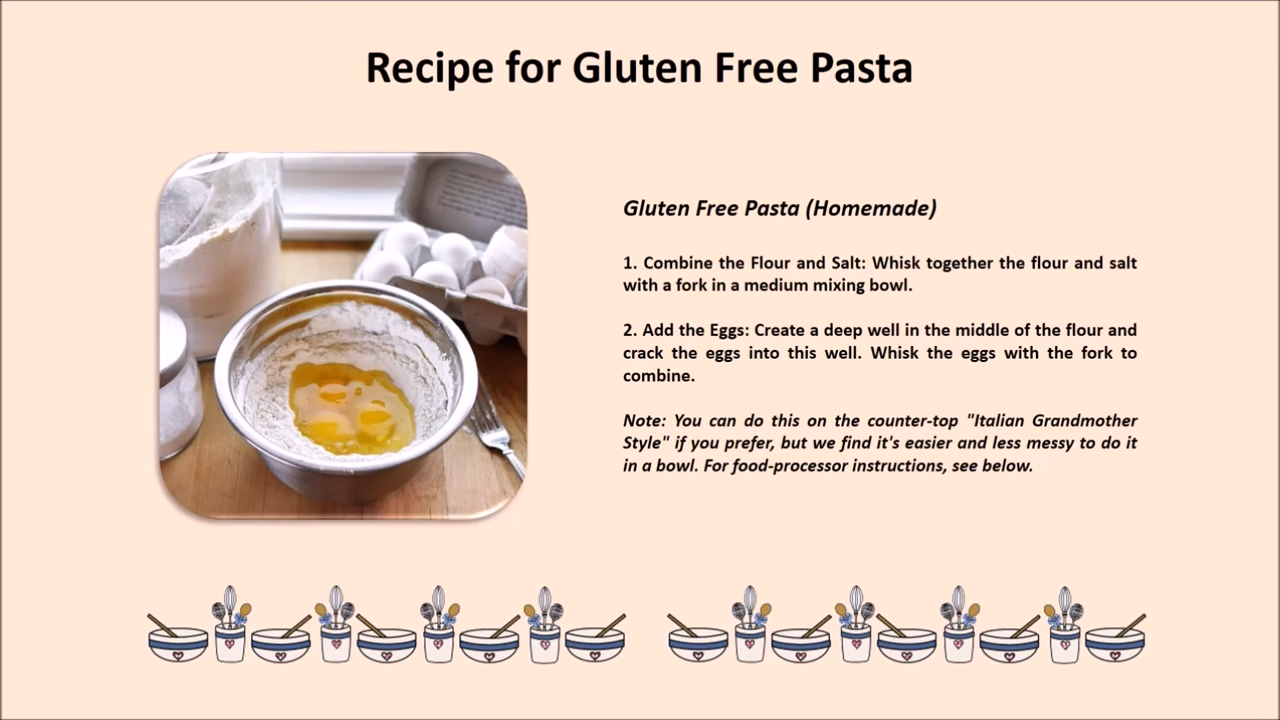 Recipe for Gluten Free Pasta
Gluten Free Pasta (Homemade)
1. Combine the Flour and Salt: Whisk together the flour and salt
with a fork in a medium mixing bowl.
2. Add the Eggs: Create a deep well in the middle of the flour and
crack the eggs into this well. Whisk the eggs with the fork to
combine.
Note: You can do this on the counter-top "Italian Grandmother
Style" if you prefer, but we find it's easier and less messy to do it
in a bowl. For food-processor instructions, see below.